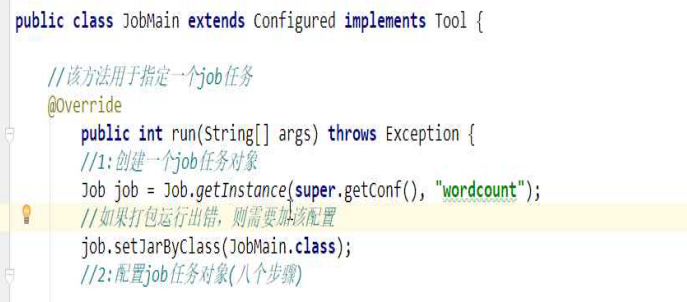 public class JobMain extends Configured implements Tool {
//该方法用于指定一个job任务
@Override
public int run(String[] args) throws Exception {
//1:创建一个job任务对象
Job job = Job.getInstance(super.getConf(), "wordcount");
//如果打包运行出错，则需要加该配置
job.setJarByClass(JobMain.class);
//2:配置job任务对象(八个步骤)